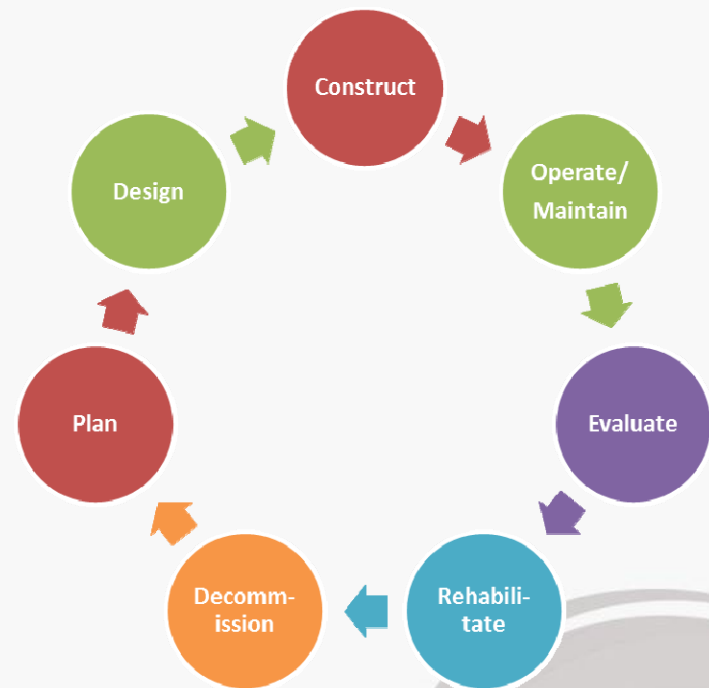 Construct
Operate/
Maintain
Evaluate
Rehabili-
tate
Decomm-
ission
Plan
Design